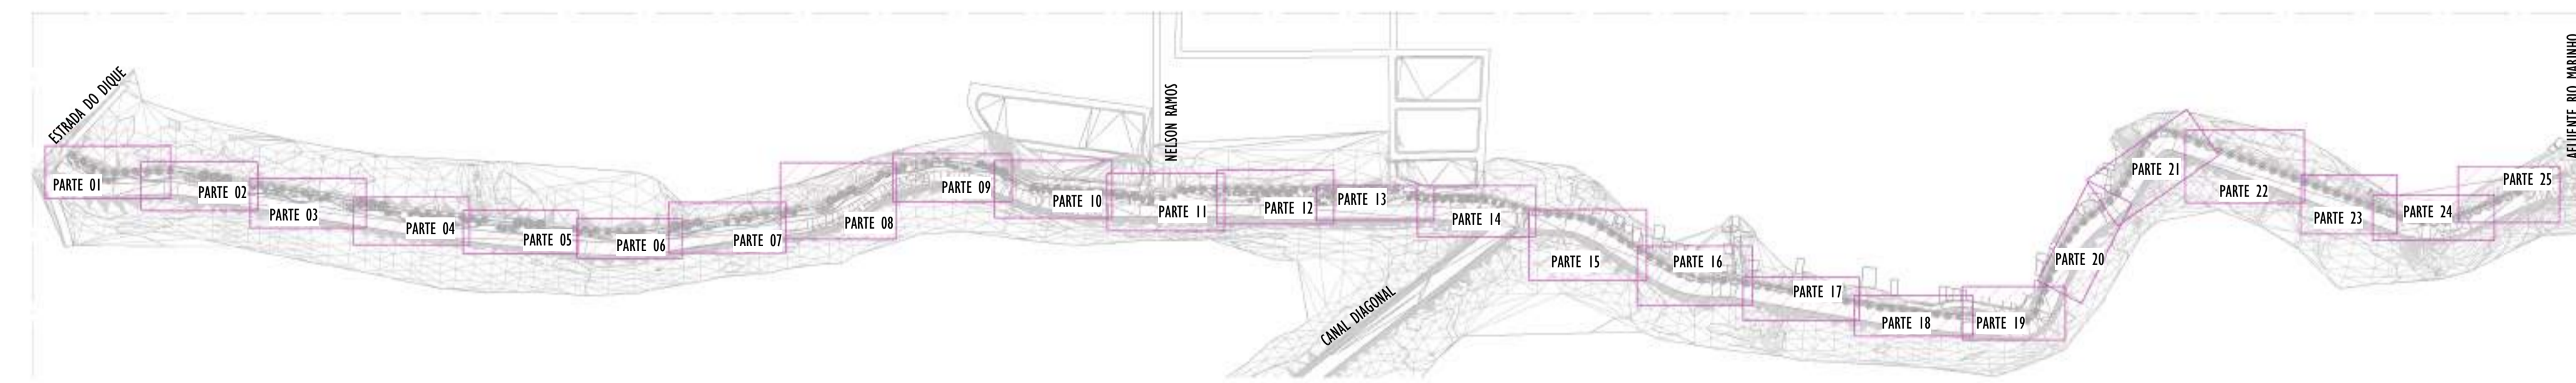 ESTRADA DO DIQUE
PARTE 01
PARTE 02
PARTE 03
PARTE 04
PARTE 05
PARTE 06
PARTE 07
PARTE 08
PARTE 09
PARTE 10
NELSON RAMOS
PARTE 11
PARTE 12
PARTE 13
PARTE 14
CANAL DIAGONAL
PARTE 15
PARTE 16
PARTE 17
PARTE 18
PARTE 19
PARTE 20
PARTE 21
PARTE 22
PARTE 23
PARTE 24
PARTE 25
AFLUENTE RIO MARINHO